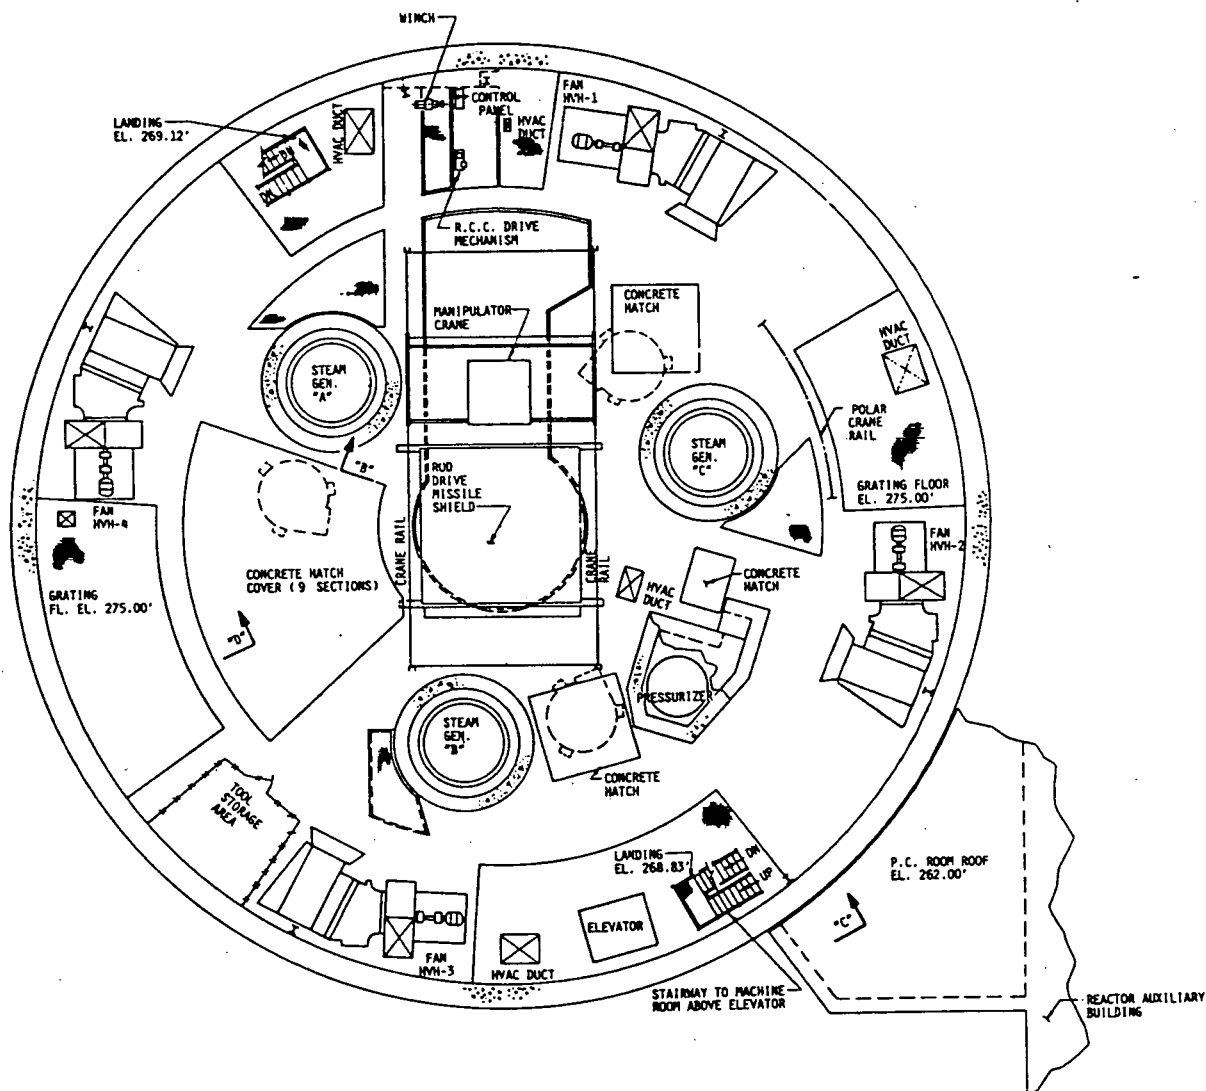 WINCH
CONTROL
PANEL
FAN
HVH-1
HVAC
DUCT
LANDING
EL. 269.12'
HVAC DUCT
DN
DN
R.C.C. DRIVE
MECHANISM
MANIPULATOR
CRANE
CONCRETE
HATCH
HVAC
DUCT
STEAM
GEN.
"A"
POLAR
CRANE
RAIL
STEAM
GEN.
"C"
"B"
ROD
DRIVE
MISSILE
SHIELD
GRATING FLOOR
EL. 275.00'
FAN
HVH-4
FAN
HVH-2
CRANE RAIL
CRANE
RAIL
CONCRETE HATCH
COVER (9 SECTIONS)
HVAC
DUCT
CONCRETE
HATCH
GRATING
FL. EL. 275.00'
"D"
PRESSURIZER
STEAM
GEN.
"B"
CONCRETE
HATCH
TOOL
STORAGE
AREA
LANDING
EL. 268.83'
DN
UP
P.C. ROOM ROOF
EL. 262.00'
"C"
ELEVATOR
FAN
HVH-3
HVAC DUCT
STAIRWAY TO MACHINE
ROOM ABOVE ELEVATOR
REACTOR AUXILIARY
BUILDING